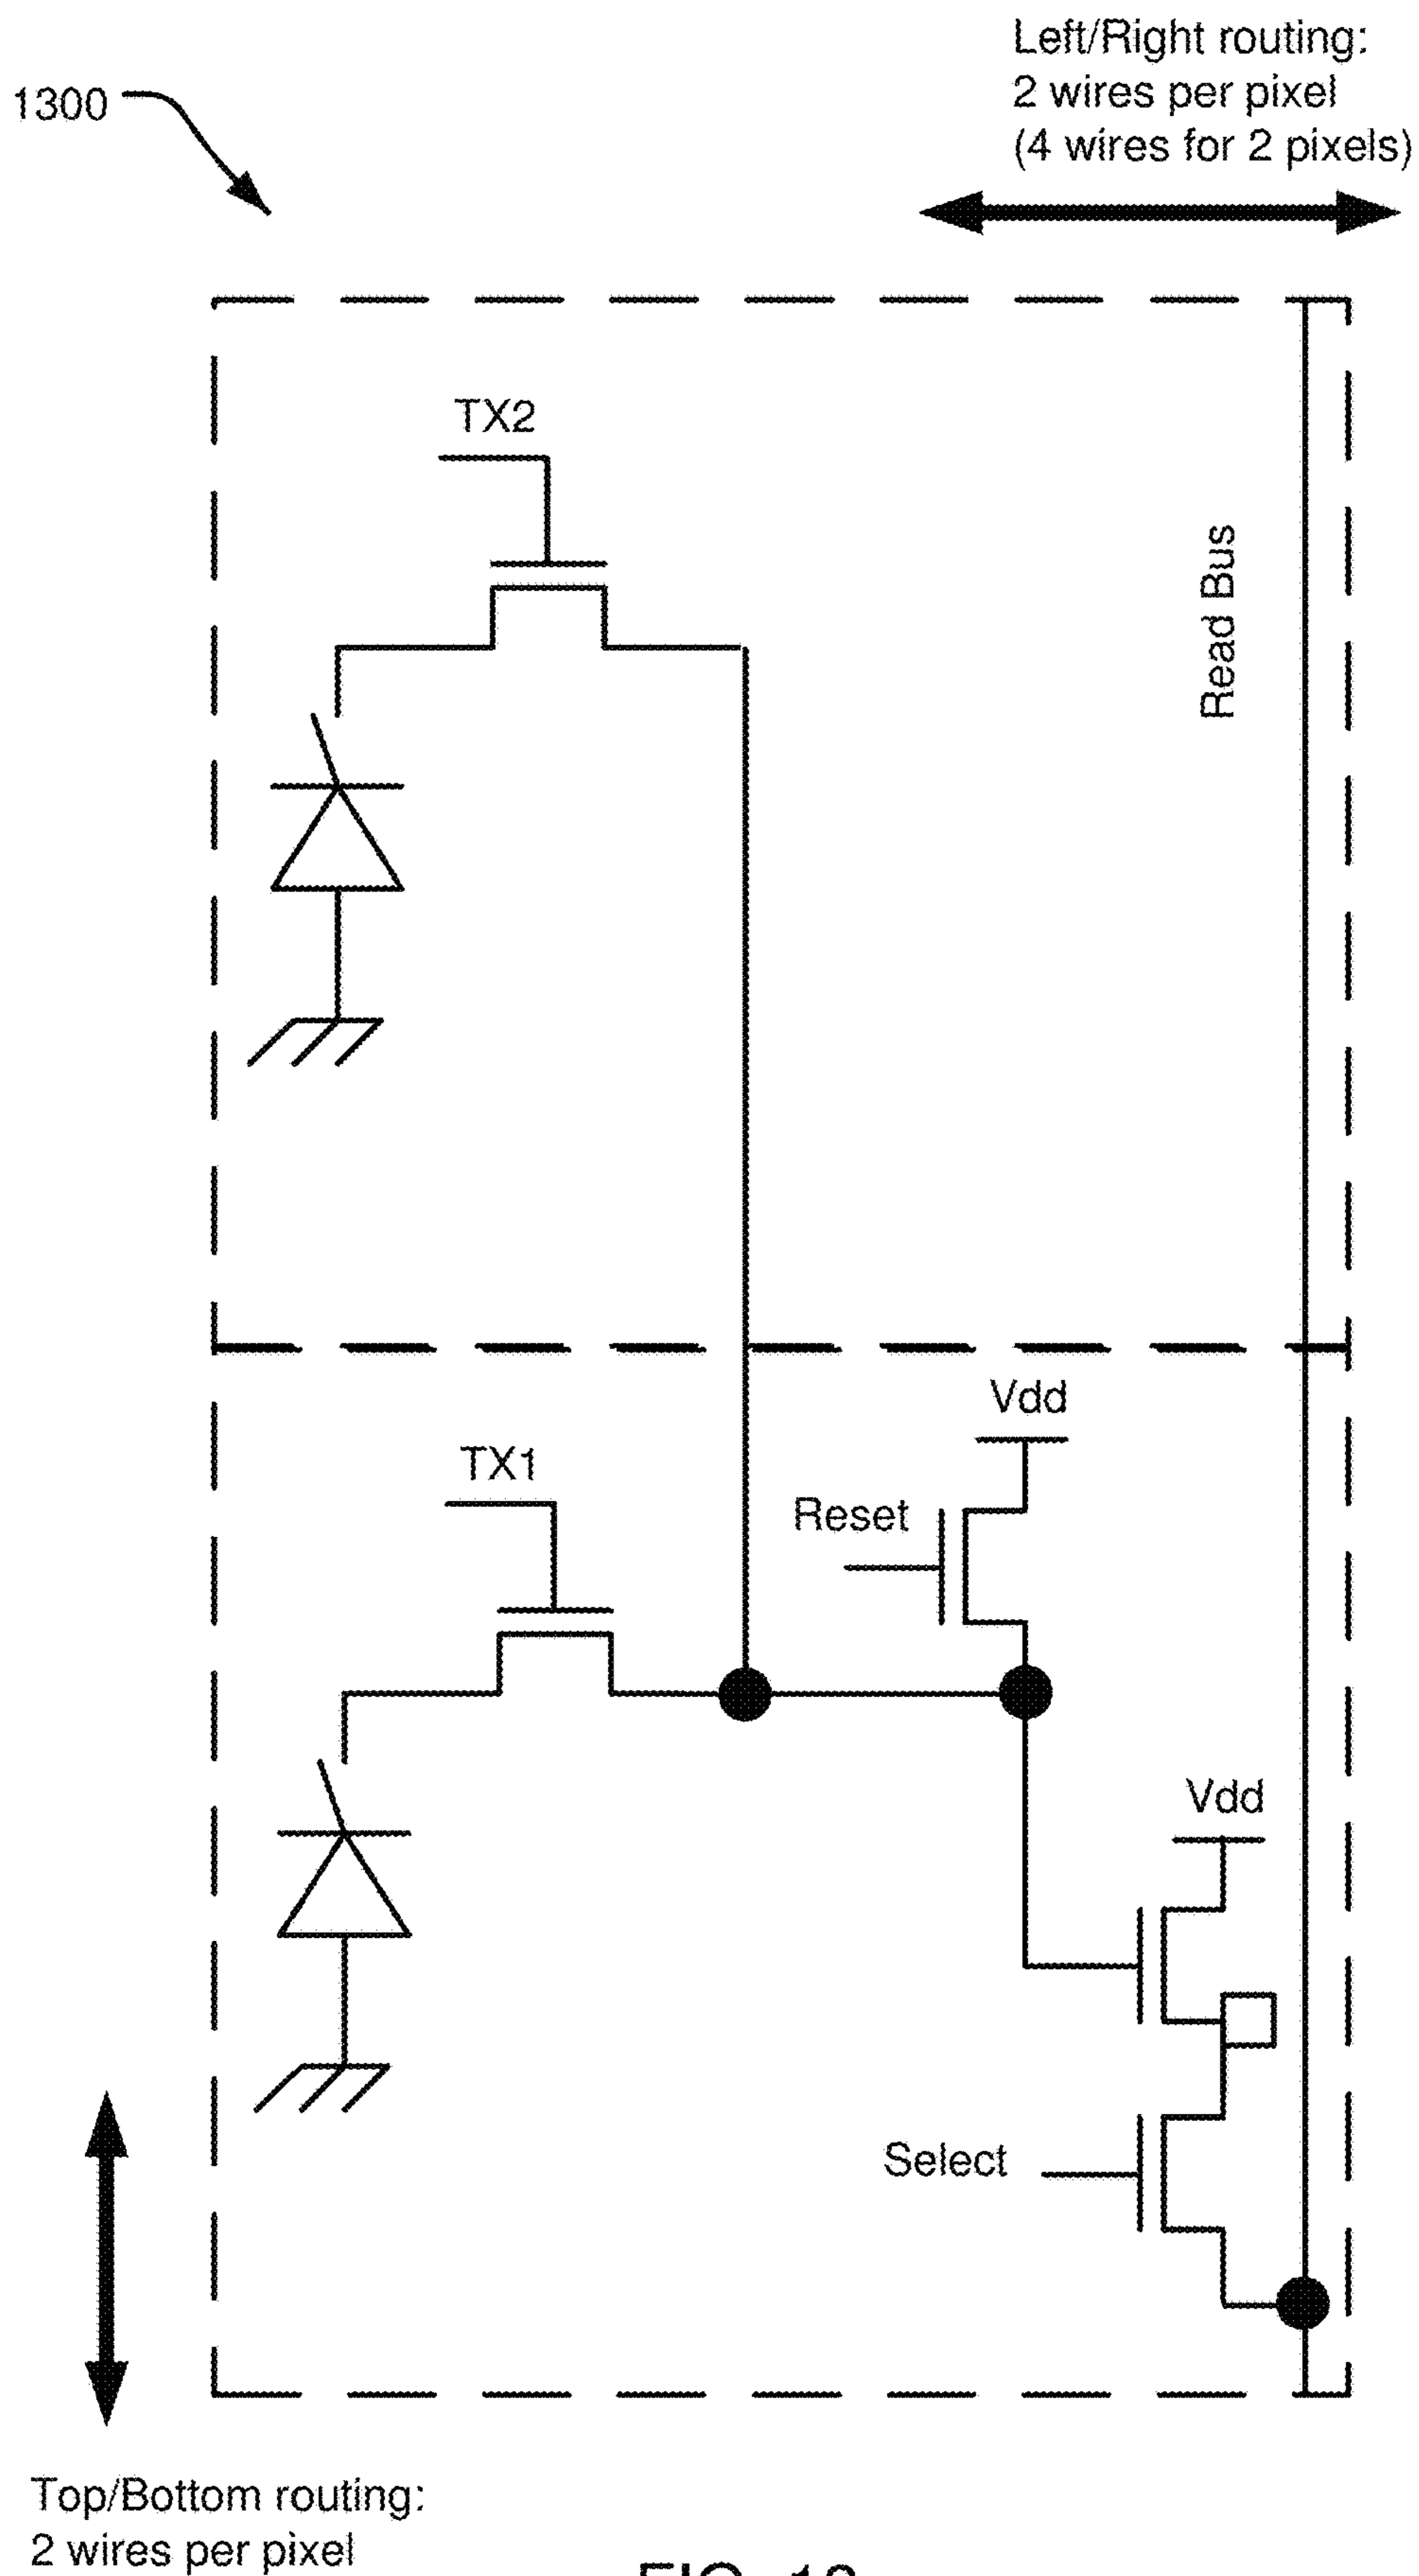 1300
Left/Right routing:
2 wires per pixel
(4 wires for 2 pixels)
TX2
Read Bus
Vdd
TX1
Reset
Vdd
Select
Top/Bottom routing:
2 wires per pixel
FIG.